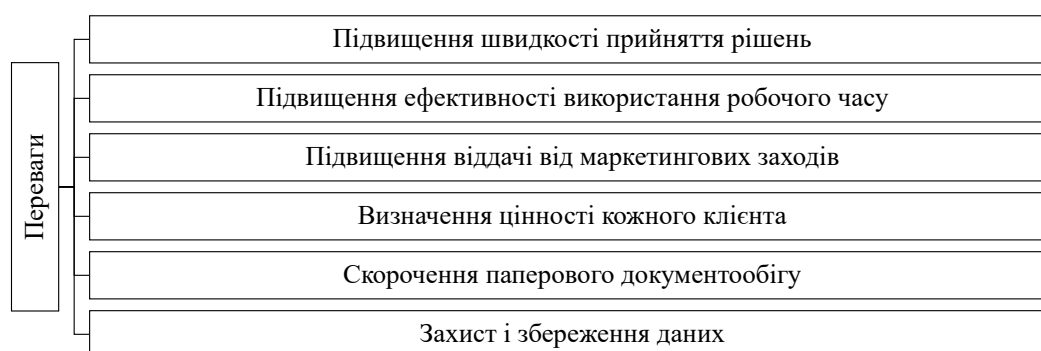 Переваги
Підвищення швидкості прийняття рішень
Підвищення ефективності використання робочого часу
Підвищення віддачі від маркетингових заходів
Визначення цінності кожного клієнта
Скорочення паперового документообігу
Захист і збереження даних